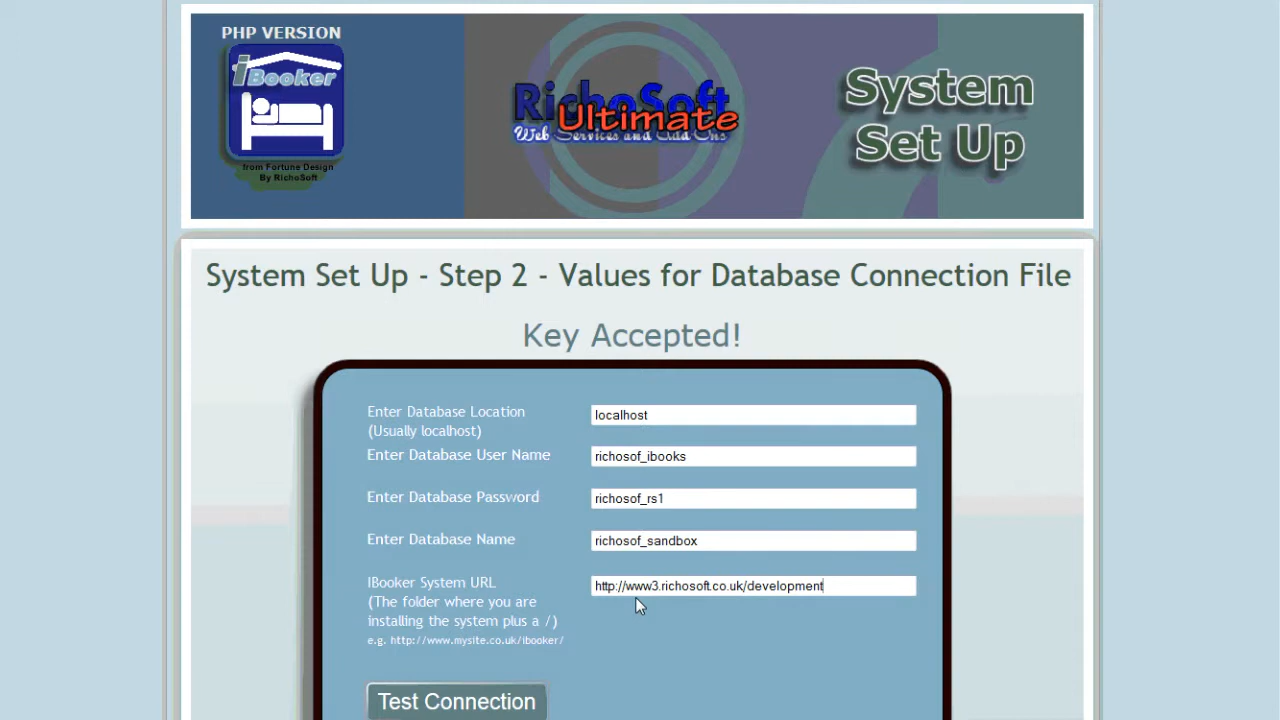 PHP VERSION
iBooker
from Fortune Design
By RichoSoft
RichoSoft
Ultimate
Web Services and Add Ons
System
Set Up
System Set Up - Step 2 - Values for Database Connection File
Key Accepted!
Enter Database Location
(Usually localhost)
localhost
Enter Database User Name
richosof_ibooks
Enter Database Password
richosof_rs1
Enter Database Name
richosof_sandbox
IBooker System URL
(The folder where you are
installing the system plus a /)
e.g. http://www.mysite.co.uk/ibooker/
http://www3.richosoft.co.uk/development
Test Connection